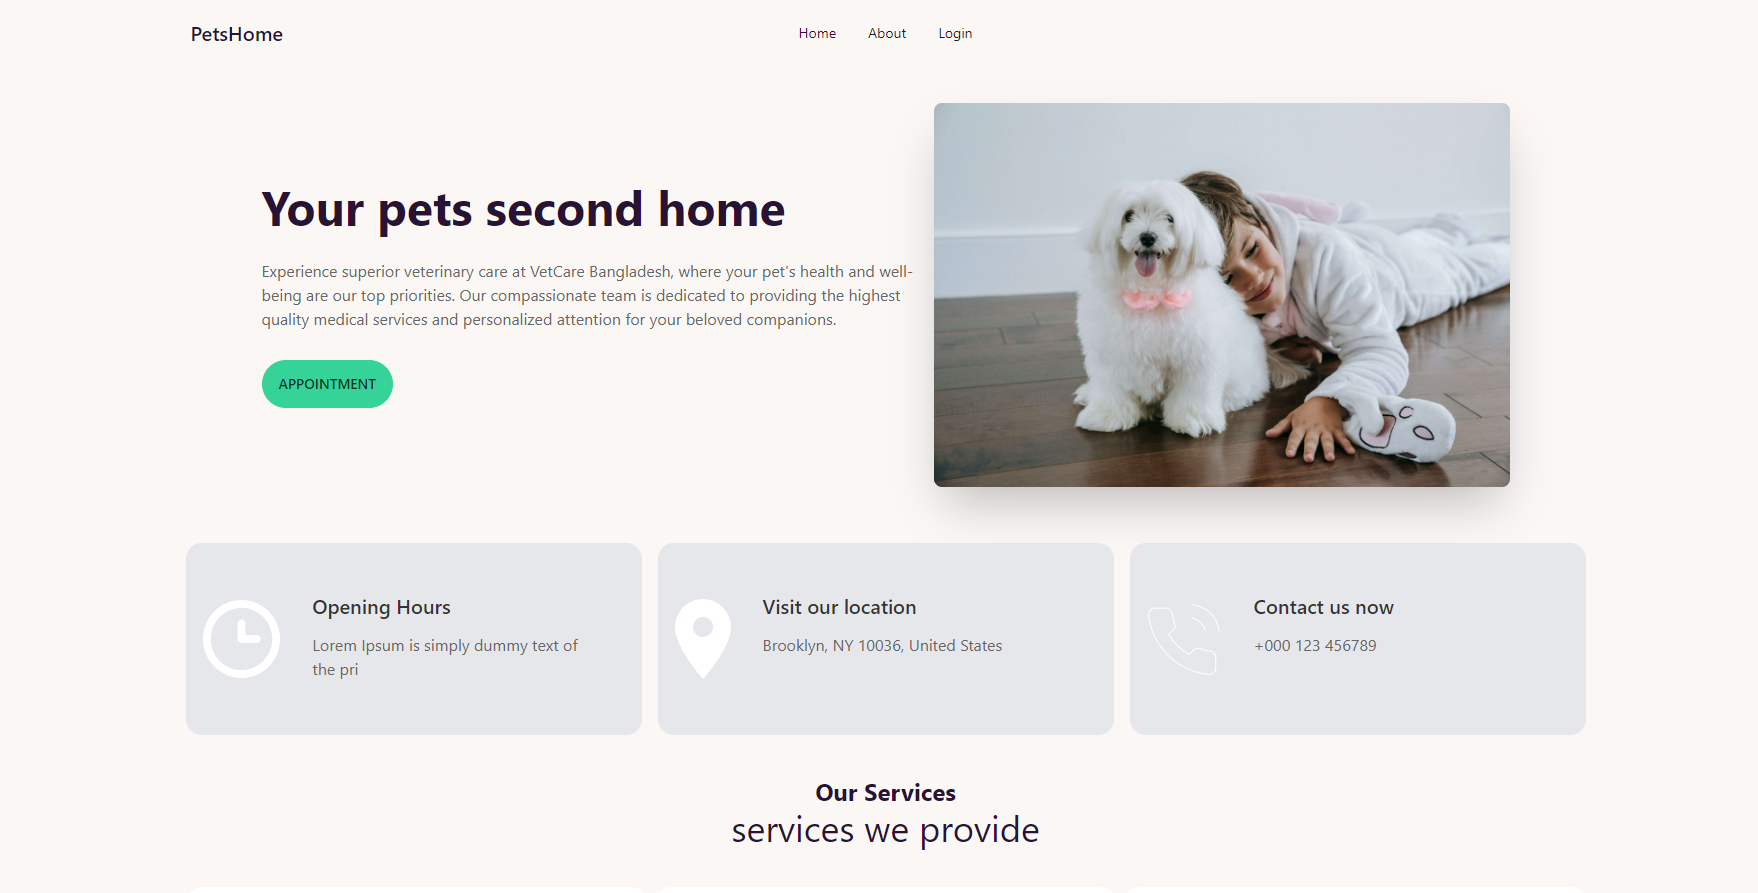 PetsHome
Home
About
Login
Your pets second home
Experience superior veterinary care at VetCare Bangladesh, where your pet's health and well-
being are our top priorities. Our compassionate team is dedicated to providing the highest
quality medical services and personalized attention for your beloved companions.
APPOINTMENT
Opening Hours
Lorem Ipsum is simply dummy text of
the pri
Visit our location
Brooklyn, NY 10036, United States
Contact us now
+000 123 456789
Our Services
services we provide